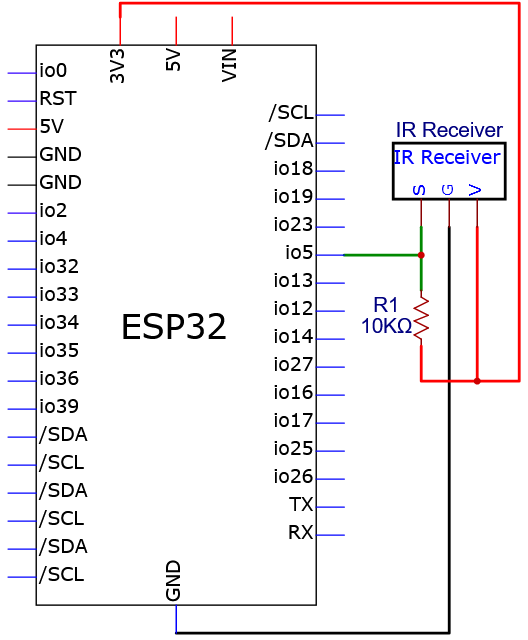 3V3
5V
VIN
io0
RST
5V
GND
GND
io2
io4
io32
io33
io34
io35
io36
io39
/SDA
/SCL
/SDA
/SCL
/SDA
/SCL
ESP32
/SCL
/SDA
io18
io19
io23
io5
io13
io12
io14
io27
io16
io17
io25
io26
TX
RX
GND
IR Receiver
IR Receiver
S
G
V
R1
10KΩ